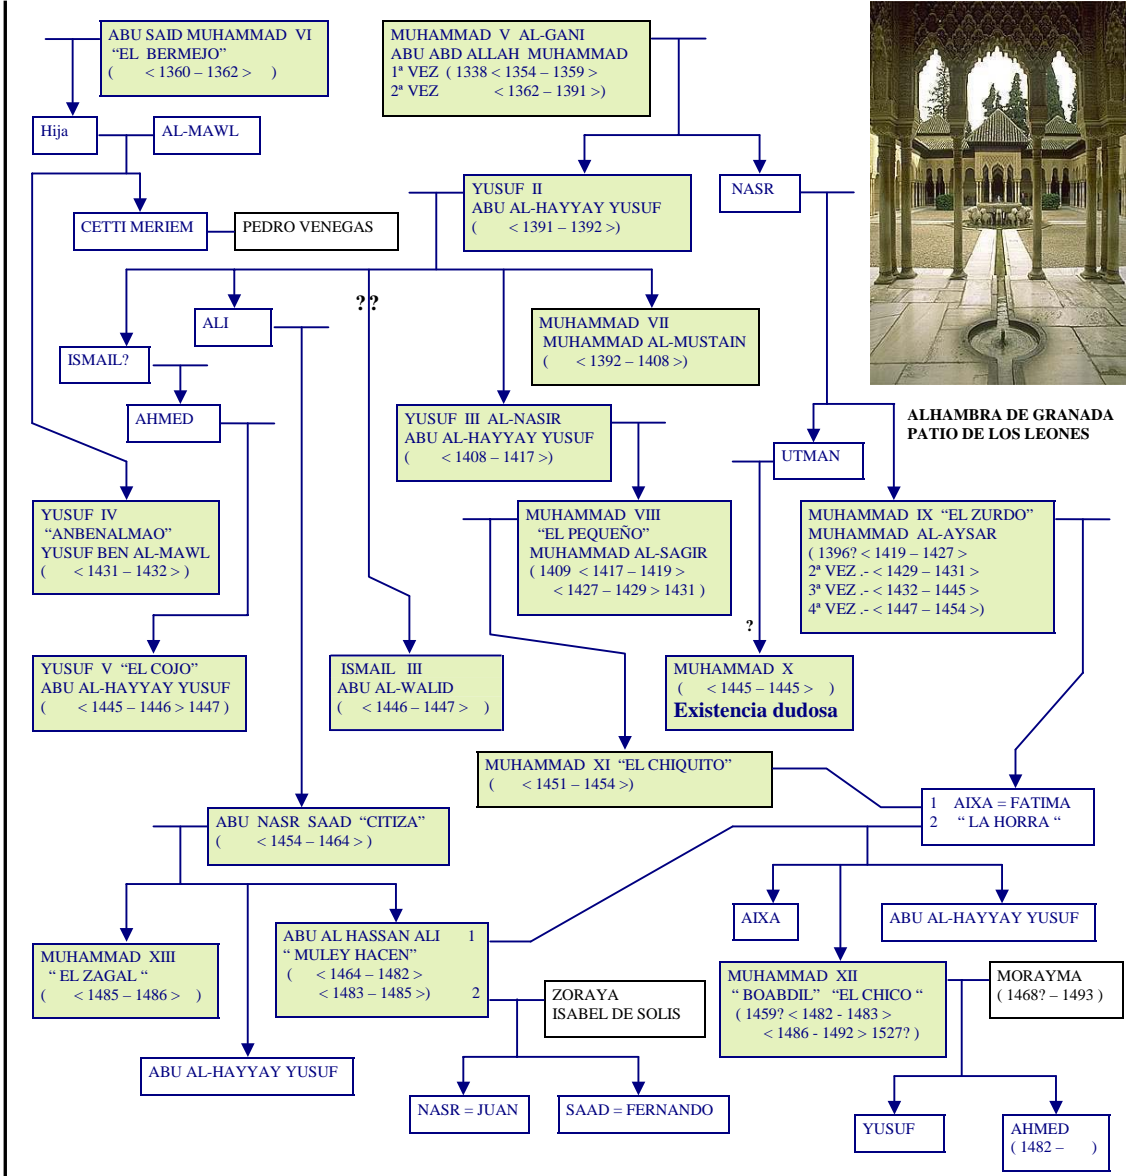 ABU SAID MUHAMMAD VI
“EL BERMEJO”
( < 1360 – 1362 > )
MUHAMMAD V AL-GANI
ABU ABD ALLAH MUHAMMAD
1ª VEZ ( 1338 < 1354 – 1359 >
2ª VEZ < 1362 – 1391 >)
Hija
AL-MAWL
YUSUF II
ABU AL-HAYYAY YUSUF
( < 1391 – 1392 >)
NASR
CETTI MERIEM
PEDRO VENEGAS
??
ALI
ISMAIL?
MUHAMMAD VII
MUHAMMAD AL-MUSTAIN
( < 1392 – 1408 >)
AHMED
YUSUF III AL-NASIR
ABU AL-HAYYAY YUSUF
( < 1408 – 1417 >)
ALHAMBRA DE GRANADA
PATIO DE LOS LEONES
UTMAN
YUSUF IV
“ANBENALMAO”
YUSUF BEN AL-MAWL
( < 1431 – 1432 > )
MUHAMMAD VIII
“EL PEQUEÑO”
MUHAMMAD AL-SAGIR
( 1409 < 1417 – 1419 >
< 1427 – 1429 > 1431 )
MUHAMMAD IX “EL ZURDO”
MUHAMMAD AL-AYSAR
( 1396? < 1419 – 1427 >
2ª VEZ .- < 1429 – 1431 >
3ª VEZ .- < 1432 – 1445 >
4ª VEZ .- < 1447 – 1454 >)
?
YUSUF V “EL COJO”
ABU AL-HAYYAY YUSUF
( < 1445 – 1446 > 1447 )
ISMAIL III
ABU AL-WALID
( < 1446 – 1447 > )
MUHAMMAD X
( < 1445 – 1445 > )
Existencia dudosa
MUHAMMAD XI “EL CHIQUITO”
( < 1451 – 1454 >)
1 AIXA = FATIMA
2 “ LA HORRA “
ABU NASR SAAD “CITIZA”
( < 1454 – 1464 > )
AIXA
ABU AL-HAYYAY YUSUF
ABU AL HASSAN ALI 1
“ MULEY HACEN”
( < 1464 – 1482 >
< 1483 – 1485 >) 2
MUHAMMAD XIII
“ EL ZAGAL “
( < 1485 – 1486 > )
ZORAYA
ISABEL DE SOLIS
MUHAMMAD XII
“ BOABDIL” “EL CHICO “
( 1459? < 1482 - 1483 >
< 1486 - 1492 > 1527? )
MORAYMA
( 1468? – 1493 )
ABU AL-HAYYAY YUSUF
NASR = JUAN
SAAD = FERNANDO
YUSUF
AHMED
( 1482 – )